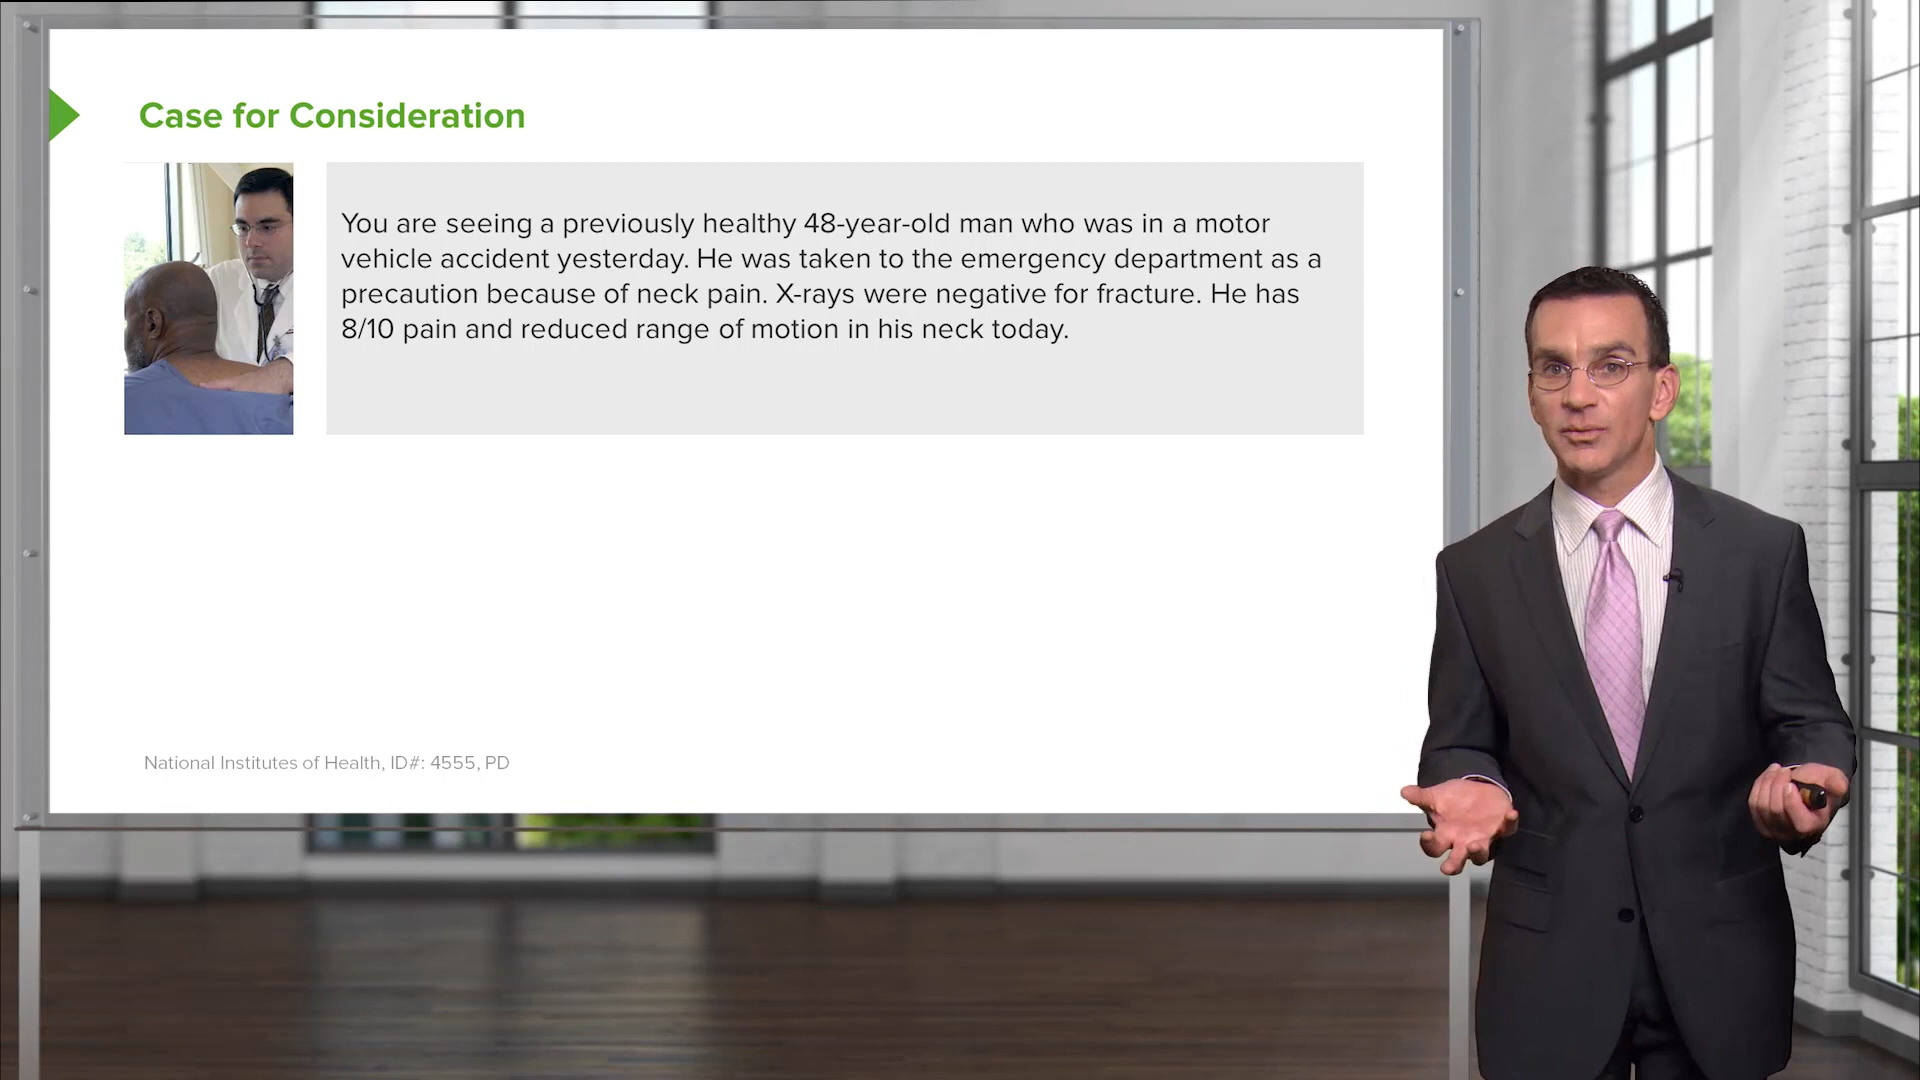 Case for Consideration
You are seeing a previously healthy 48-year-old man who was in a motor
vehicle accident yesterday. He was taken to the emergency department as a
precaution because of neck pain. X-rays were negative for fracture. He has
8/10 pain and reduced range of motion in his neck today.
National Institutes of Health, ID#: 4555, PD